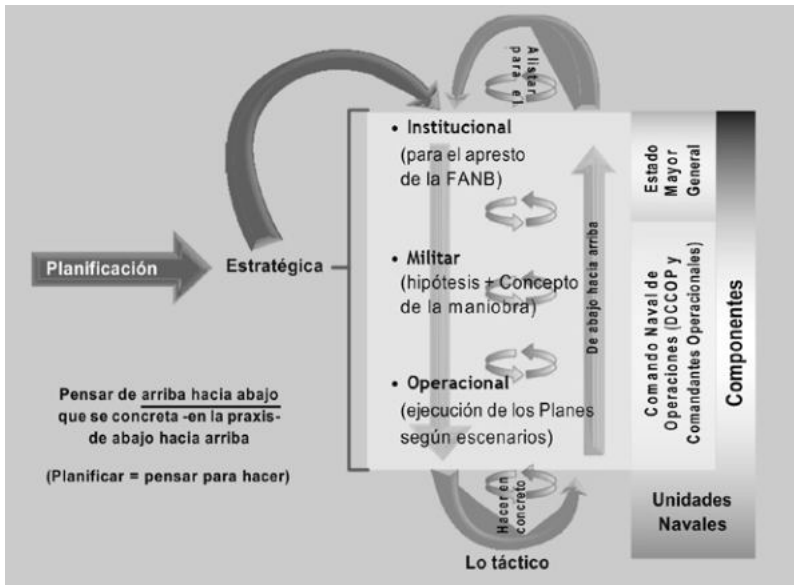 Alistar
para el
• Institucional
(para el apresto
de la FANB)
Planificación
Estratégica
• Militar
(hipótesis + Concepto
de la maniobra)
• Operacional
(ejecución de los Planes
según escenarios)
De abajo hacia arriba
Estado
Mayor
General
Comando Naval de
Operaciones (DCCOP y
Comandantes Operacionales)
Componentes
Unidades
Navales
Pensar de arriba hacia abajo
que se concreta -en la praxis-
de abajo hacia arriba
(Planificar = pensar para hacer)
Hacer en
concreto
Lo táctico